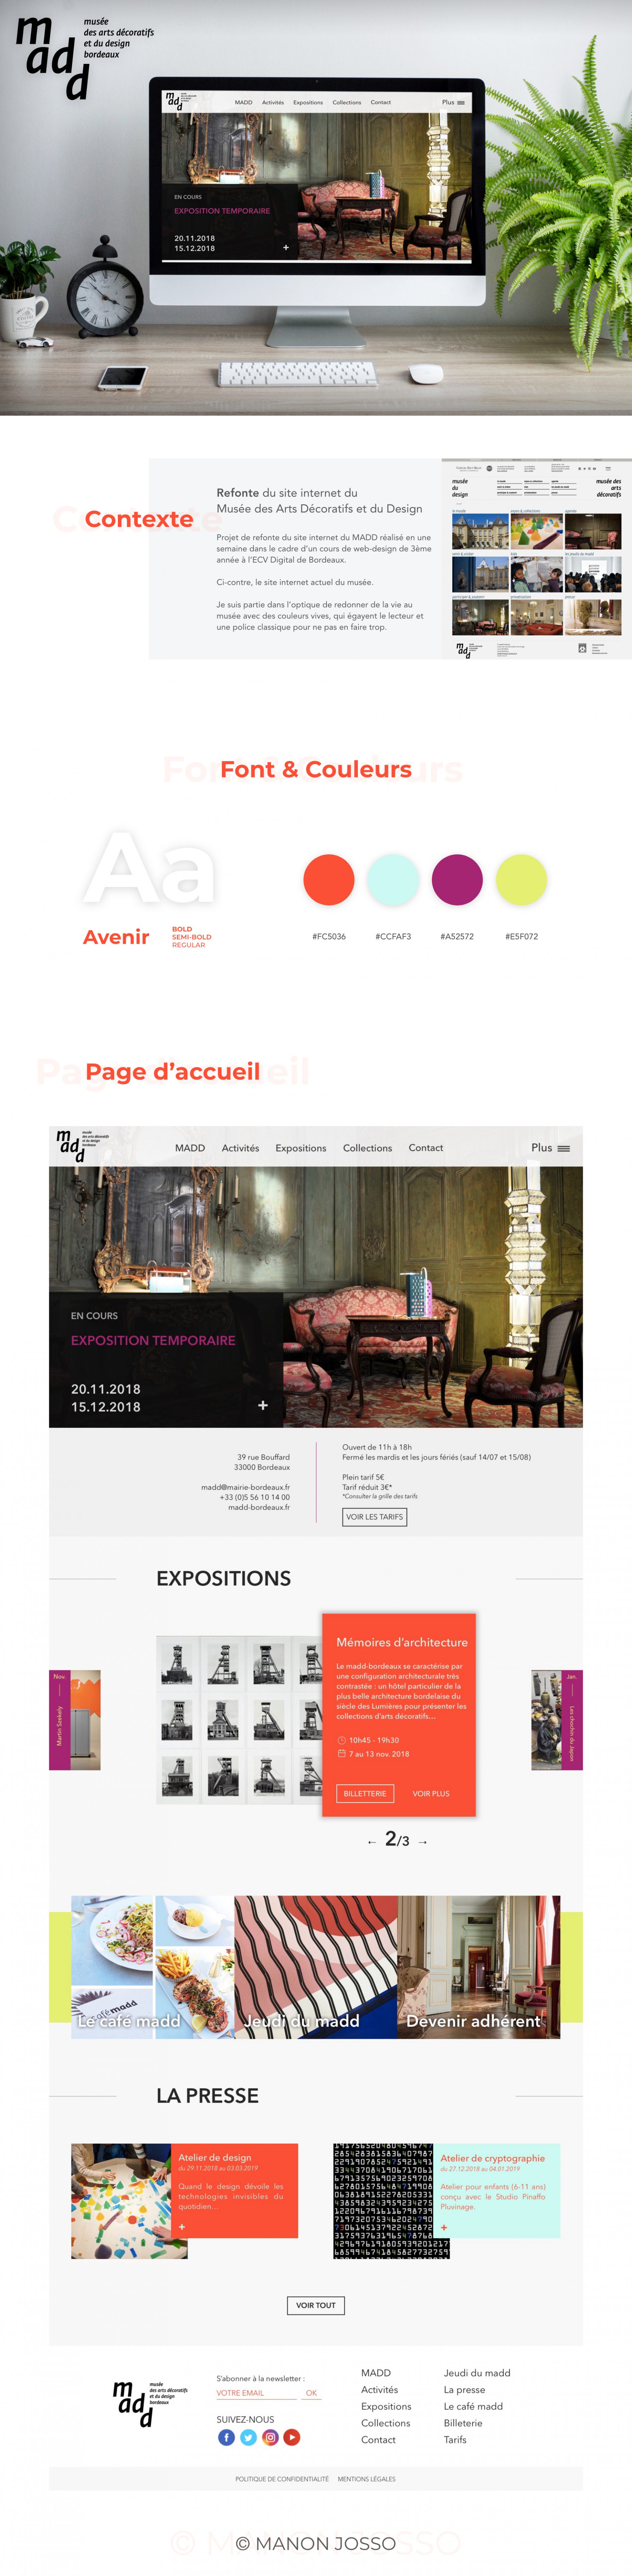 madd
musée
des arts décoratifs
et du design
bordeaux
madd
MADD Activités Expositions Collections Contact Plus
EN COURS
EXPOSITION TEMPORAIRE
20.11.2018
15.12.2018
+
Contexte
Contexte
Refonte du site internet du
Musée des Arts Décoratifs et du Design
Projet de refonte du site internet du MADD réalisé en une
semaine dans le cadre d'un cours de web-design de 3ème
année à l'ECV Digital de Bordeaux.
Ci-contre, le site internet actuel du musée.
Je suis partie dans l'optique de redonner de la vie au
musée avec des couleurs vives, qui égayent le lecteur et
une police classique pour ne pas en faire trop.
musée
du
design
musée des
arts
décoratifs
madd
Font & Couleurs
Font & Couleurs
Aa
Avenir
BOLD
SEMI-BOLD
REGULAR
#FC5036 #CCFAF3 #A52572 #E5F072
Page d'accueil
Page d'accueil
madd
musée
des arts décoratifs
et du design
bordeaux
MADD Activités Expositions Collections Contact Plus
EN COURS
EXPOSITION TEMPORAIRE
20.11.2018
15.12.2018
+
39 rue Bouffard
33000 Bordeaux
madd@mairie-bordeaux.fr
+33 (0)5 56 10 14 00
madd-bordeaux.fr
Ouvert de 11h à 18h
Fermé les mardis et les jours fériés (sauf 14/07 et 15/08)
Plein tarif 5€
Tarif réduit 3€*
*Consulter la grille des tarifs
VOIR LES TARIFS
EXPOSITIONS
Nov.
Martin Szekely
Mémoires d'architecture
Le madd-bordeaux se caractérise par
une configuration architecturale très
contrastée : un hôtel particulier de la
plus belle architecture bordelaise du
siècle des Lumières pour présenter les
collections d'arts décoratifs...
10h45 - 19h30
7 au 13 nov. 2018
BILLETTERIE VOIR PLUS
Jan.
← 2/3 →
café madd
Le café madd
Jeudi du madd
Devenir adhérent
LA PRESSE
Atelier de design
du 29.11.2018 au 03.03.2019
Quand le design dévoile les
technologies invisibles du
quotidien...
+
Atelier de cryptographie
du 27.12.2018 au 04.01.2019
Atelier pour enfants (6-11 ans)
conçu avec le Studio Pinaffo
Pluvinage.
+
VOIR TOUT
madd
musée
des arts décoratifs
et du design
bordeaux
S'abonner à la newsletter :
VOTRE EMAIL OK
SUIVEZ-NOUS
MADD
Activités
Expositions
Collections
Contact
Jeudi du madd
La presse
Le café madd
Billeterie
Tarifs
POLITIQUE DE CONFIDENTIALITÉ MENTIONS LÉGALES
© MANON JOSSO
© MANON JOSSO